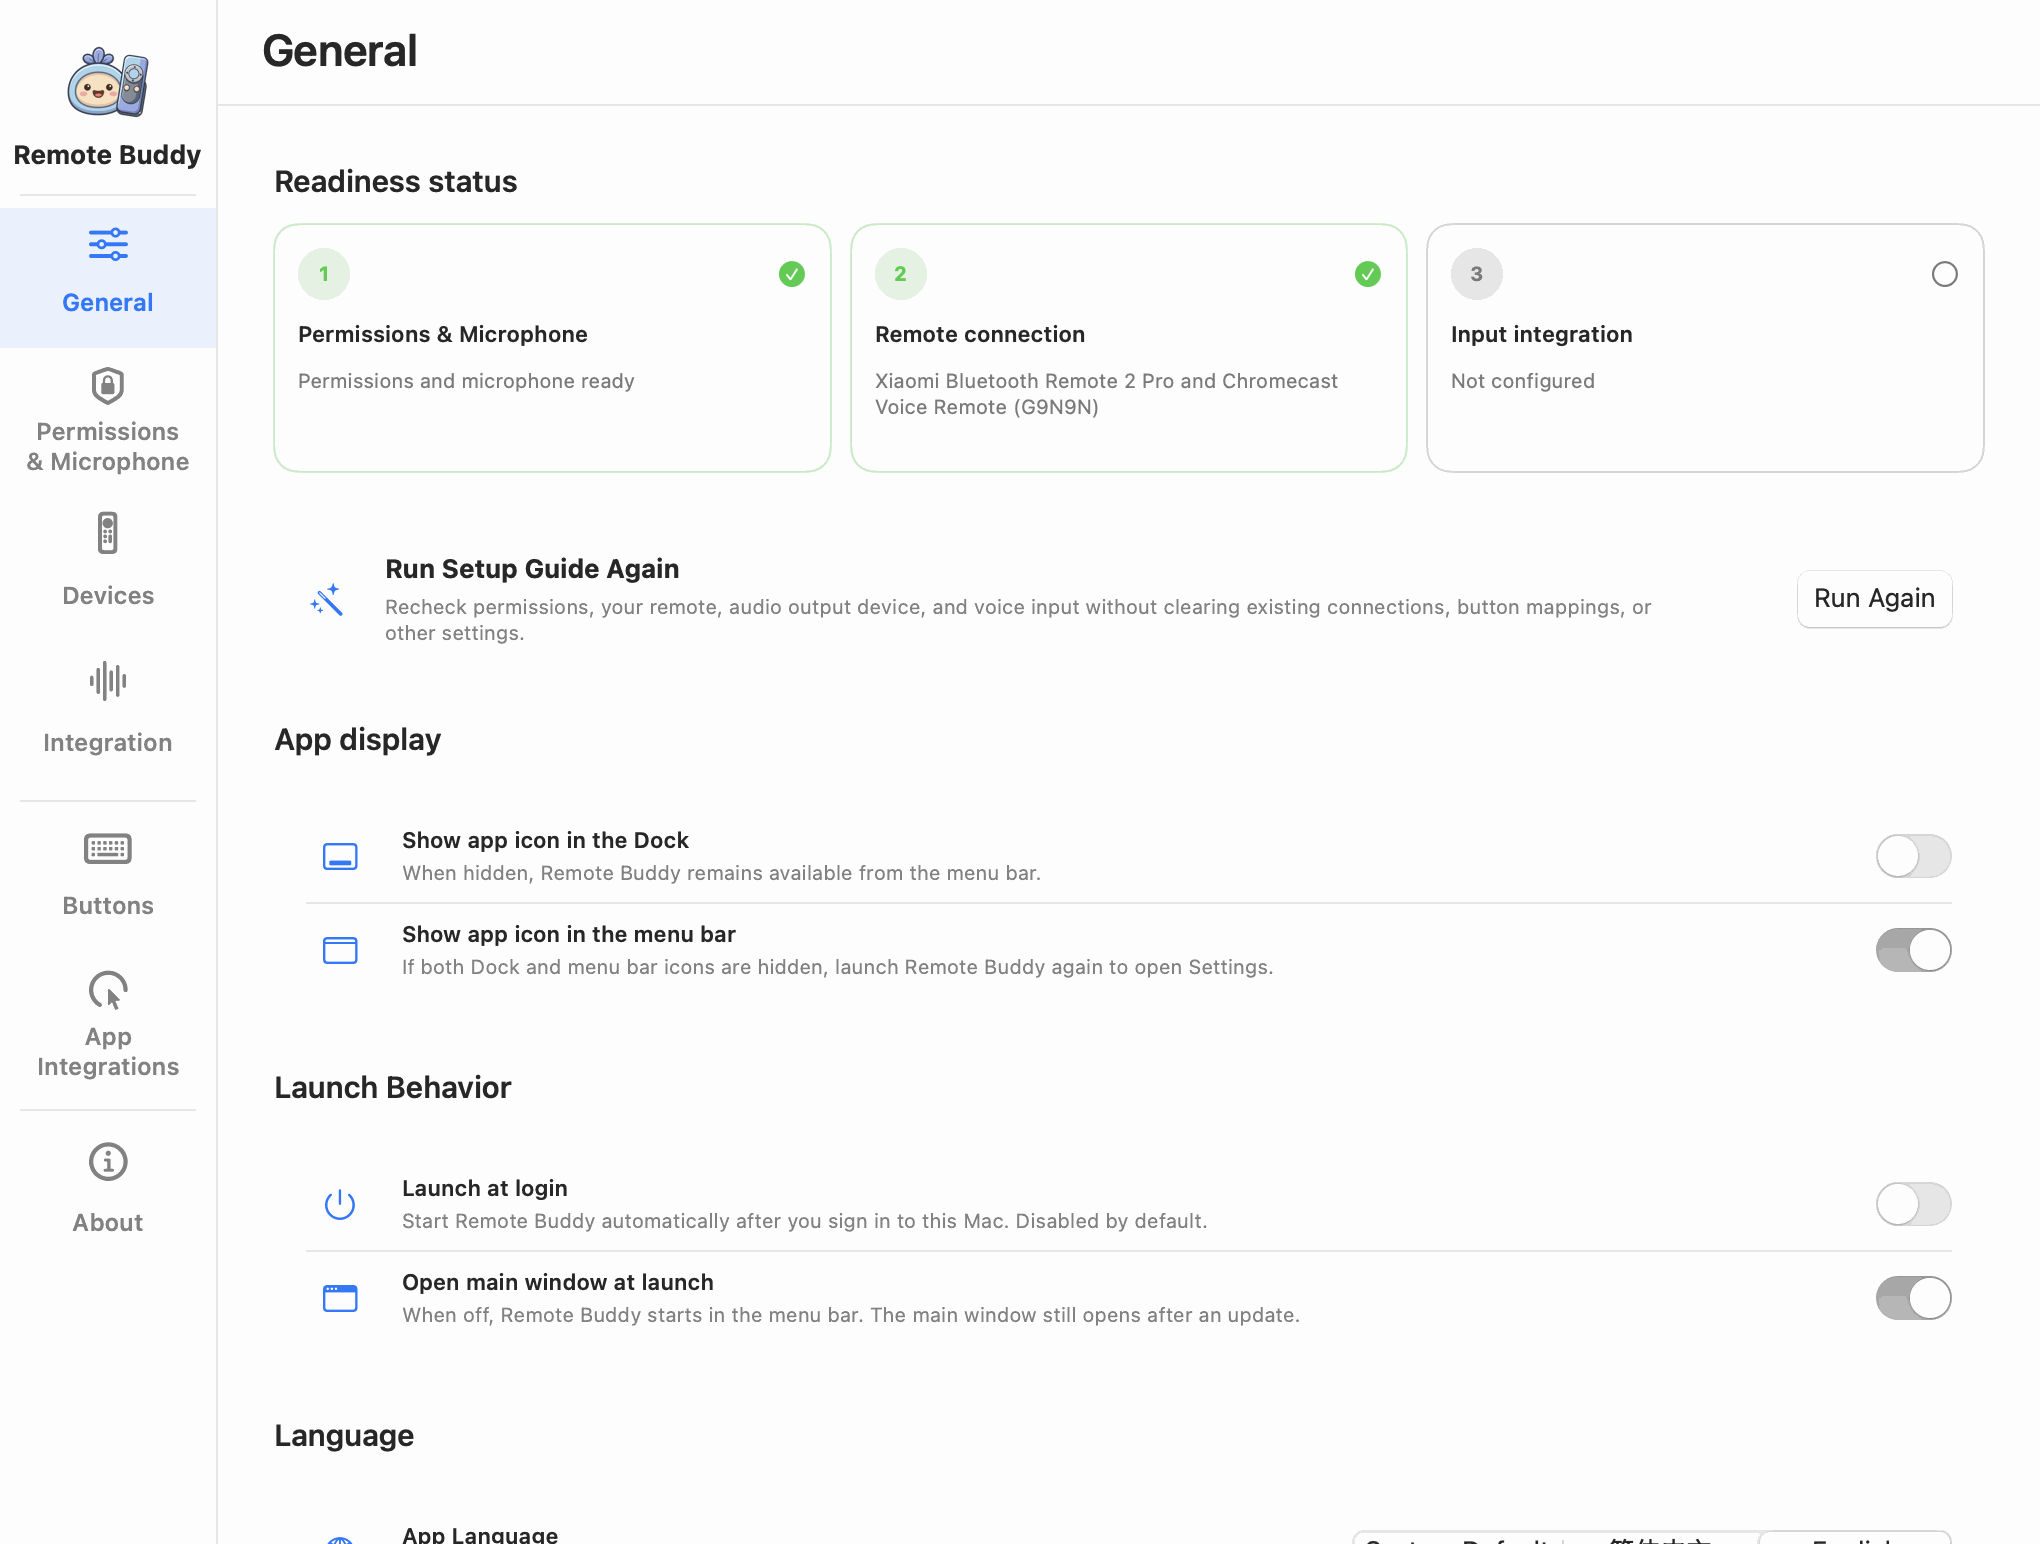 Remote Buddy
General
Permissions
& Microphone
Devices
Integration
Buttons
App
Integrations
About
General
Readiness status
1
Permissions & Microphone
Permissions and microphone ready
2
Remote connection
Xiaomi Bluetooth Remote 2 Pro and Chromecast
Voice Remote (G9N9N)
3
Input integration
Not configured
Run Setup Guide Again
Recheck permissions, your remote, audio output device, and voice input without clearing existing connections, button mappings, or
other settings.
Run Again
App display
Show app icon in the Dock
When hidden, Remote Buddy remains available from the menu bar.
Show app icon in the menu bar
If both Dock and menu bar icons are hidden, launch Remote Buddy again to open Settings.
Launch Behavior
Launch at login
Start Remote Buddy automatically after you sign in to this Mac. Disabled by default.
Open main window at launch
When off, Remote Buddy starts in the menu bar. The main window still opens after an update.
Language
App Language